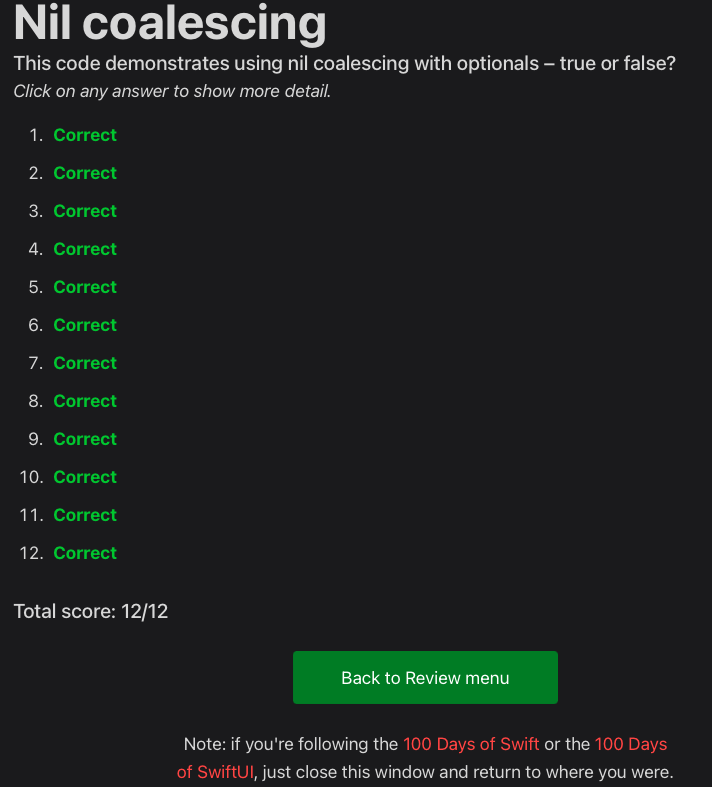 Nil coalescing
This code demonstrates using nil coalescing with optionals – true or false?
Click on any answer to show more detail.
1. Correct
2. Correct
3. Correct
4. Correct
5. Correct
6. Correct
7. Correct
8. Correct
9. Correct
10. Correct
11. Correct
12. Correct
Total score: 12/12
Back to Review menu
Note: if you're following the 100 Days of Swift or the 100 Days
of SwiftUI, just close this window and return to where you were.